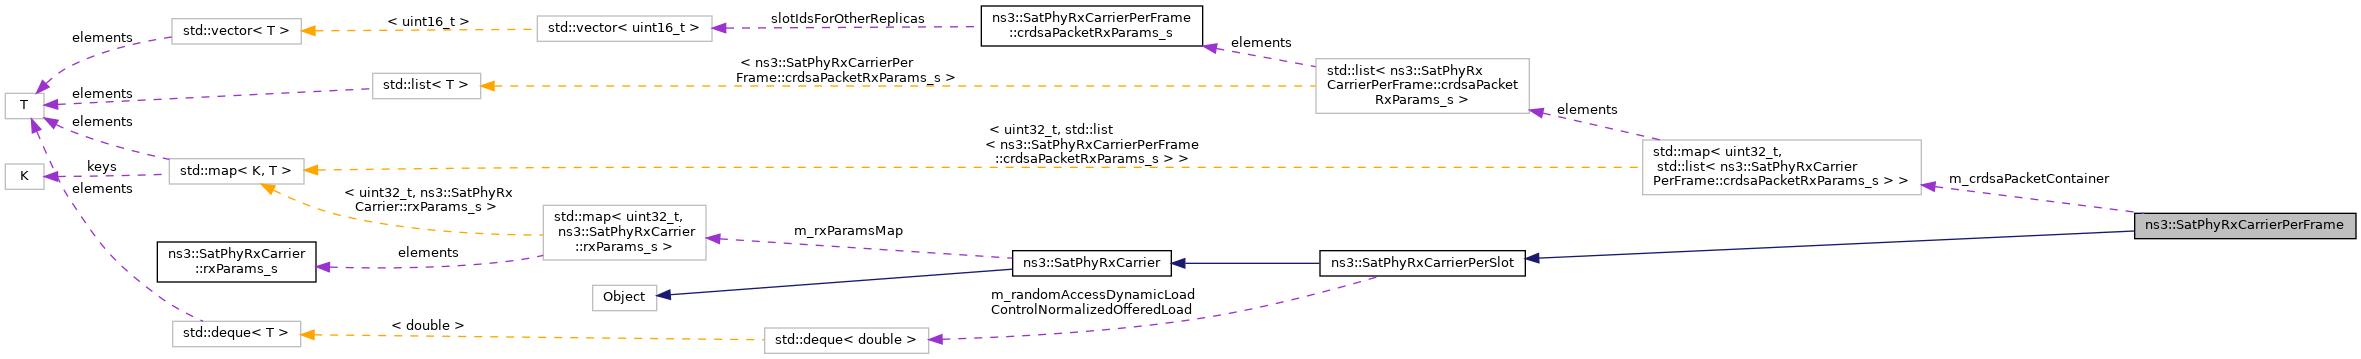 < uint16_t >
slotIdsForOtherReplicas
ns3::SatPhyRxCarrierPerFrame
::crdsaPacketRxParams_s
std::vector< T >
std::vector< uint16_t >
elements
elements
< ns3::SatPhyRxCarrierPer
Frame::crdsaPacketRxParams_s >
std::list< ns3::SatPhyRx
CarrierPerFrame::crdsaPacket
RxParams_s >
std::list< T >
elements
T
elements
elements
< uint32_t, std::list
< ns3::SatPhyRxCarrierPerFrame
::crdsaPacketRxParams_s > >
std::map< uint32_t,
std::list< ns3::SatPhyRxCarrier
PerFrame::crdsaPacketRxParams_s > >
keys
std::map< K, T >
K
elements
m_crdsaPacketContainer
< uint32_t, ns3::SatPhyRx
Carrier::rxParams_s >
std::map< uint32_t,
ns3::SatPhyRxCarrier
::rxParams_s >
m_rxParamsMap
ns3::SatPhyRxCarrierPerFrame
ns3::SatPhyRxCarrier
::rxParams_s
elements
ns3::SatPhyRxCarrier
ns3::SatPhyRxCarrierPerSlot
Object
m_randomAccessDynamicLoad
ControlNormalizedOfferedLoad
std::deque< T >
< double >
std::deque< double >